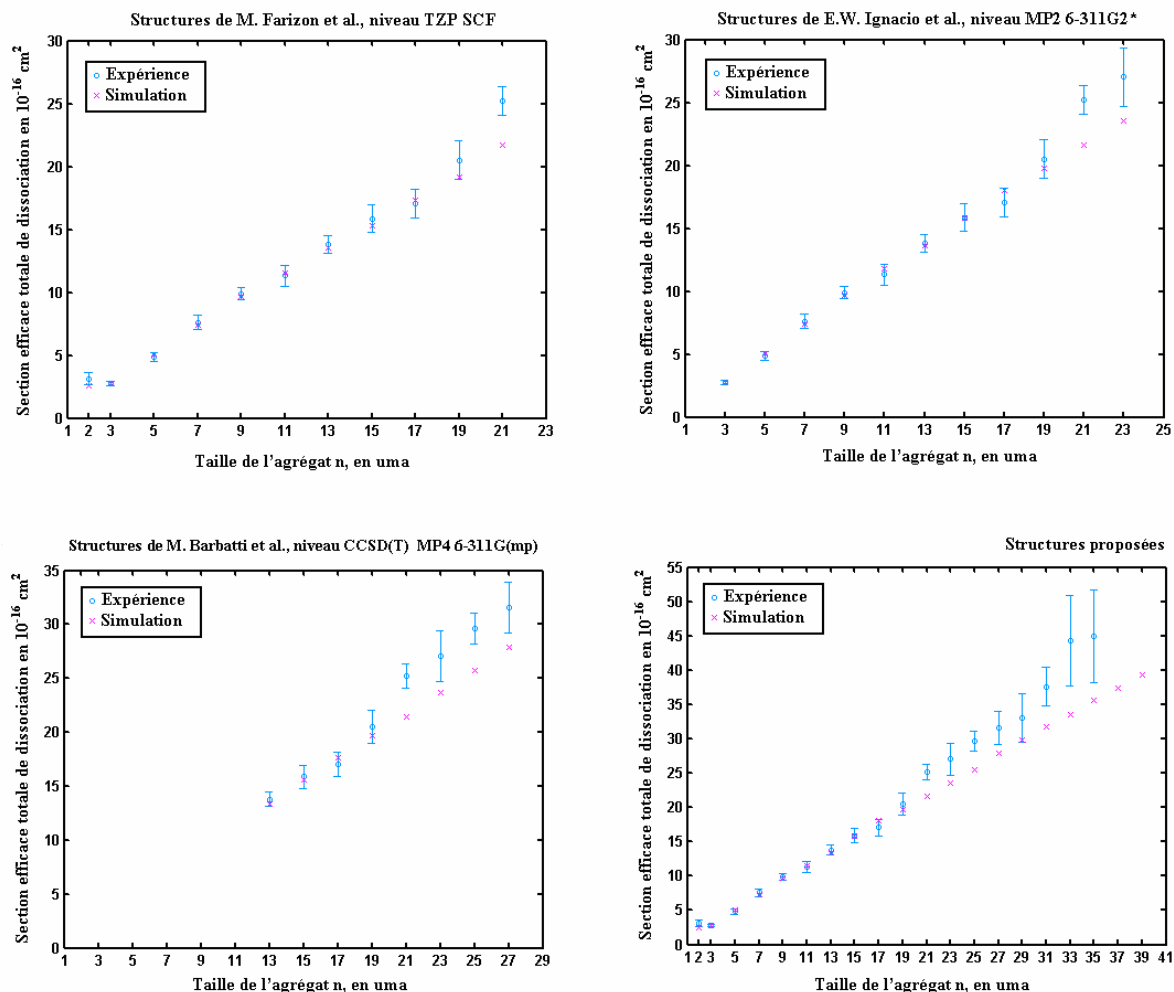 Structures de M. Farizon et al., niveau TZP SCF
Section efficace totale de dissociation en 10⁻¹⁶ cm²
30
25
20
15
10
5
0
Expérience
Simulation
1 2 3 5 7 9 11 13 15 17 19 21 23
Taille de l'agrégat n, en uma
Structures de E.W. Ignacio et al., niveau MP2 6-311G2*
Section efficace totale de dissociation en 10⁻¹⁶ cm²
30
25
20
15
10
5
0
Expérience
Simulation
1 3 5 7 9 11 13 15 17 19 21 23 25
Taille de l'agrégat n, en uma
Structures de M. Barbatti et al., niveau CCSD(T) MP4 6-311G(mp)
Section efficace totale de dissociation en 10⁻¹⁶ cm²
35
30
25
20
15
10
5
0
Expérience
Simulation
1 3 5 7 9 11 13 15 17 19 21 23 25 27 29
Taille de l'agrégat n, en uma
Structures proposées
Section efficace totale de dissociation en 10⁻¹⁶ cm²
55
50
45
40
35
30
25
20
15
10
5
0
Expérience
Simulation
1 2 3 5 7 9 11 13 15 17 19 21 23 25 27 29 31 33 35 37 39 41
Taille de l'agrégat n, en uma